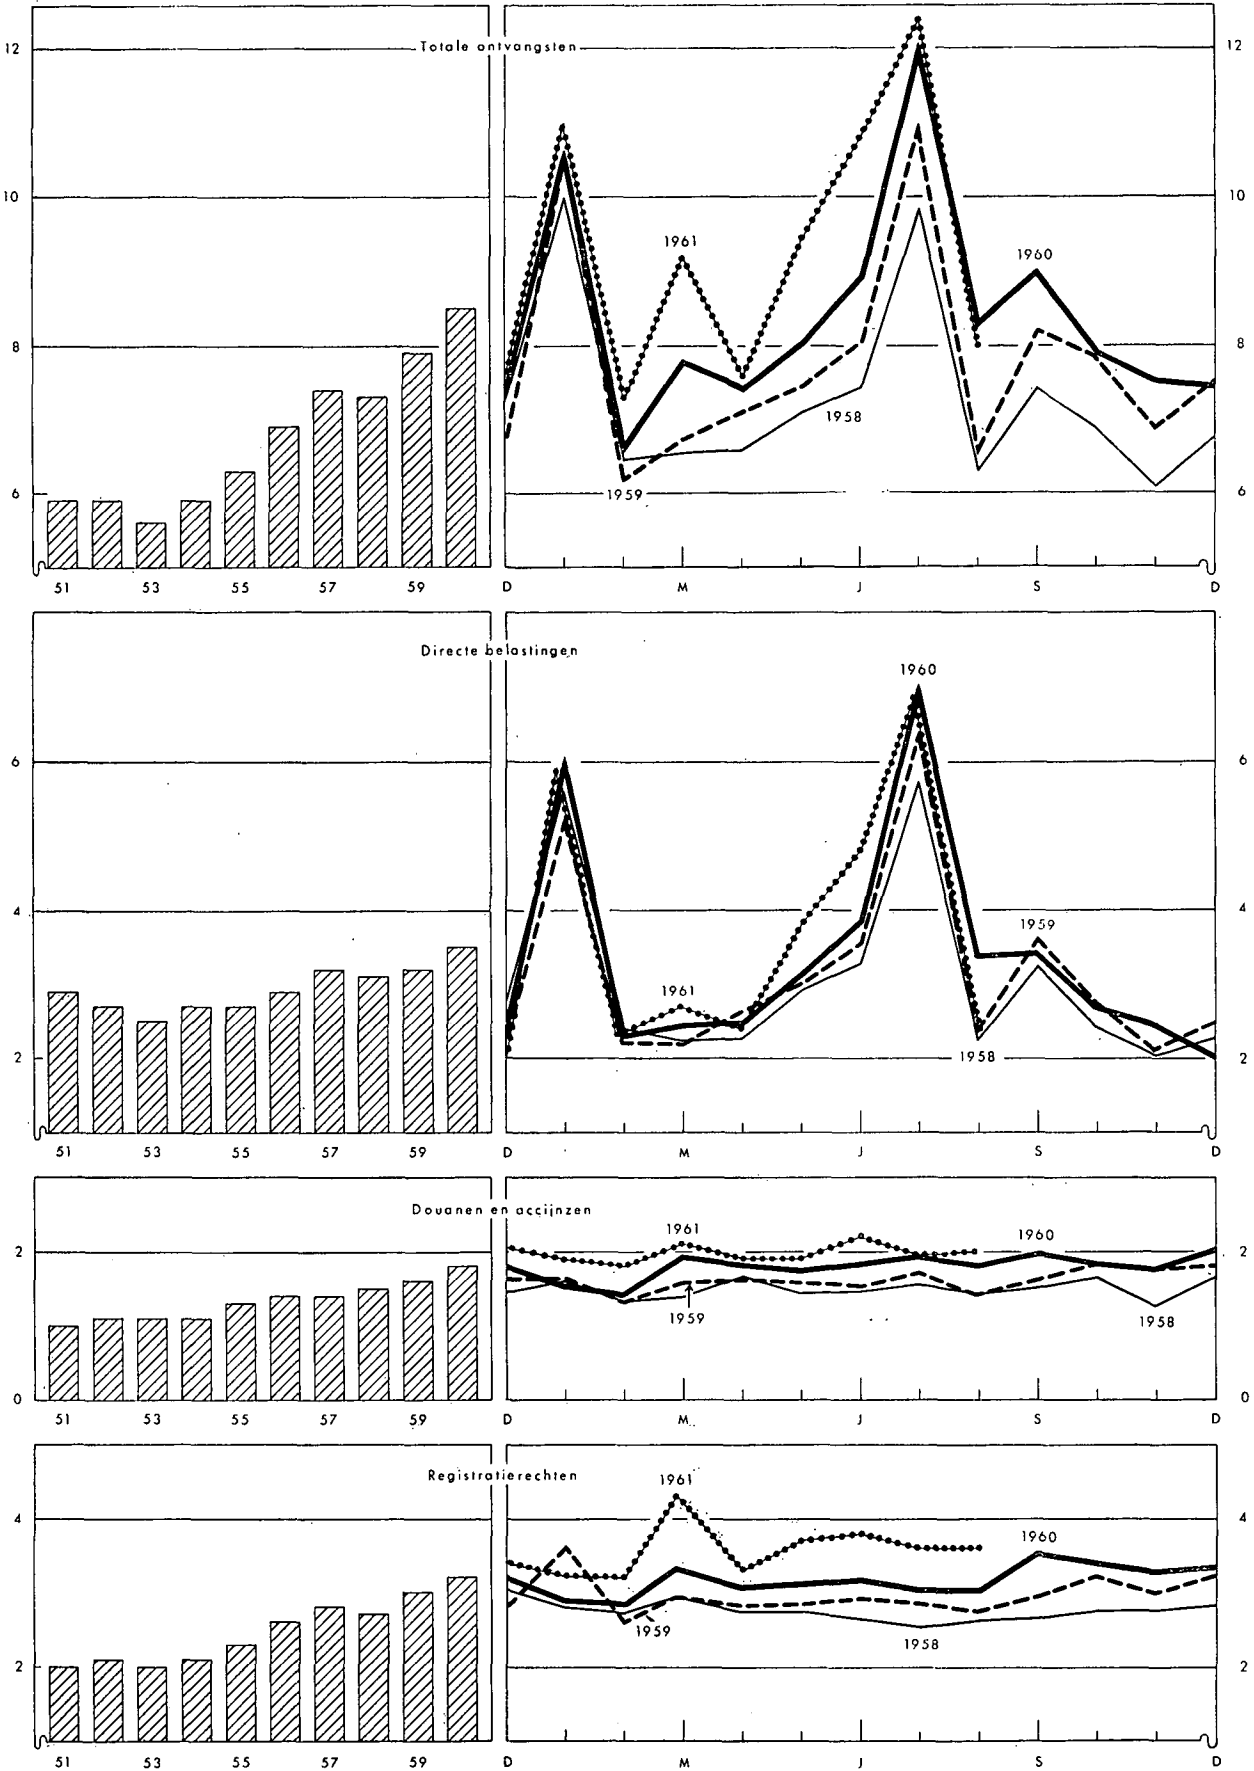 Totale ontvangsten
12 12
10 10
1961 1960
8 8
1958
6 1959 6
51 53 55 57 59 D M J S D
Directe belastingen
1960
6 6
4 4
1959
1961
2 1958 2
51 53 55 57 59 D M J S D
Douanen en accijnzen
1961 1960
2 2
1959 1958
0 0
51 53 55 57 59 D M J S D
Registratierechten
1961
4 4
1960
1959 1958
2 2
51 53 55 57 59 D M J S D